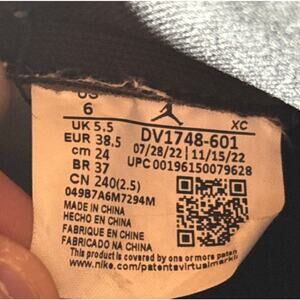 US XC
6
UK 5.5 DV1748-601
EUR 38.5 07/28/22 | 11/15/22
cm 24 UPC 00196150079628
BR 37
CN 240(2.5)
049B7A6M7294M
MADE IN CHINA
HECHO EN CHINA
FABRIQUE EN CHINE
FABRICADO NA CHINA
This product is covered by one or more paten
www.nike.com/patentsvirtualmarki